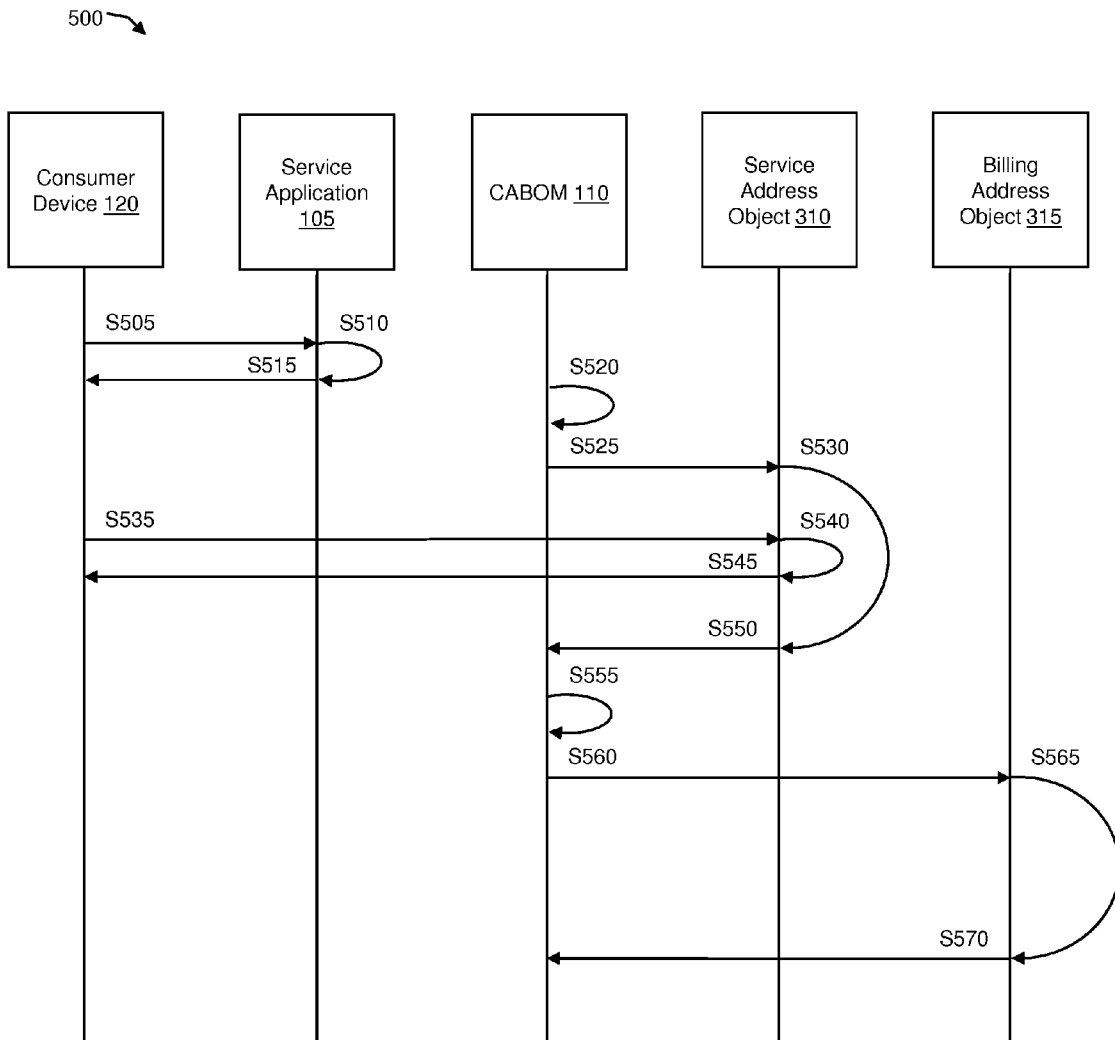 500
Consumer
Device 120
Service
Application
105
CABOM 110
Service
Address
Object 310
Billing
Address
Object 315
S505
S510
S515
S520
S525
S530
S535
S540
S545
S550
S555
S560
S565
S570